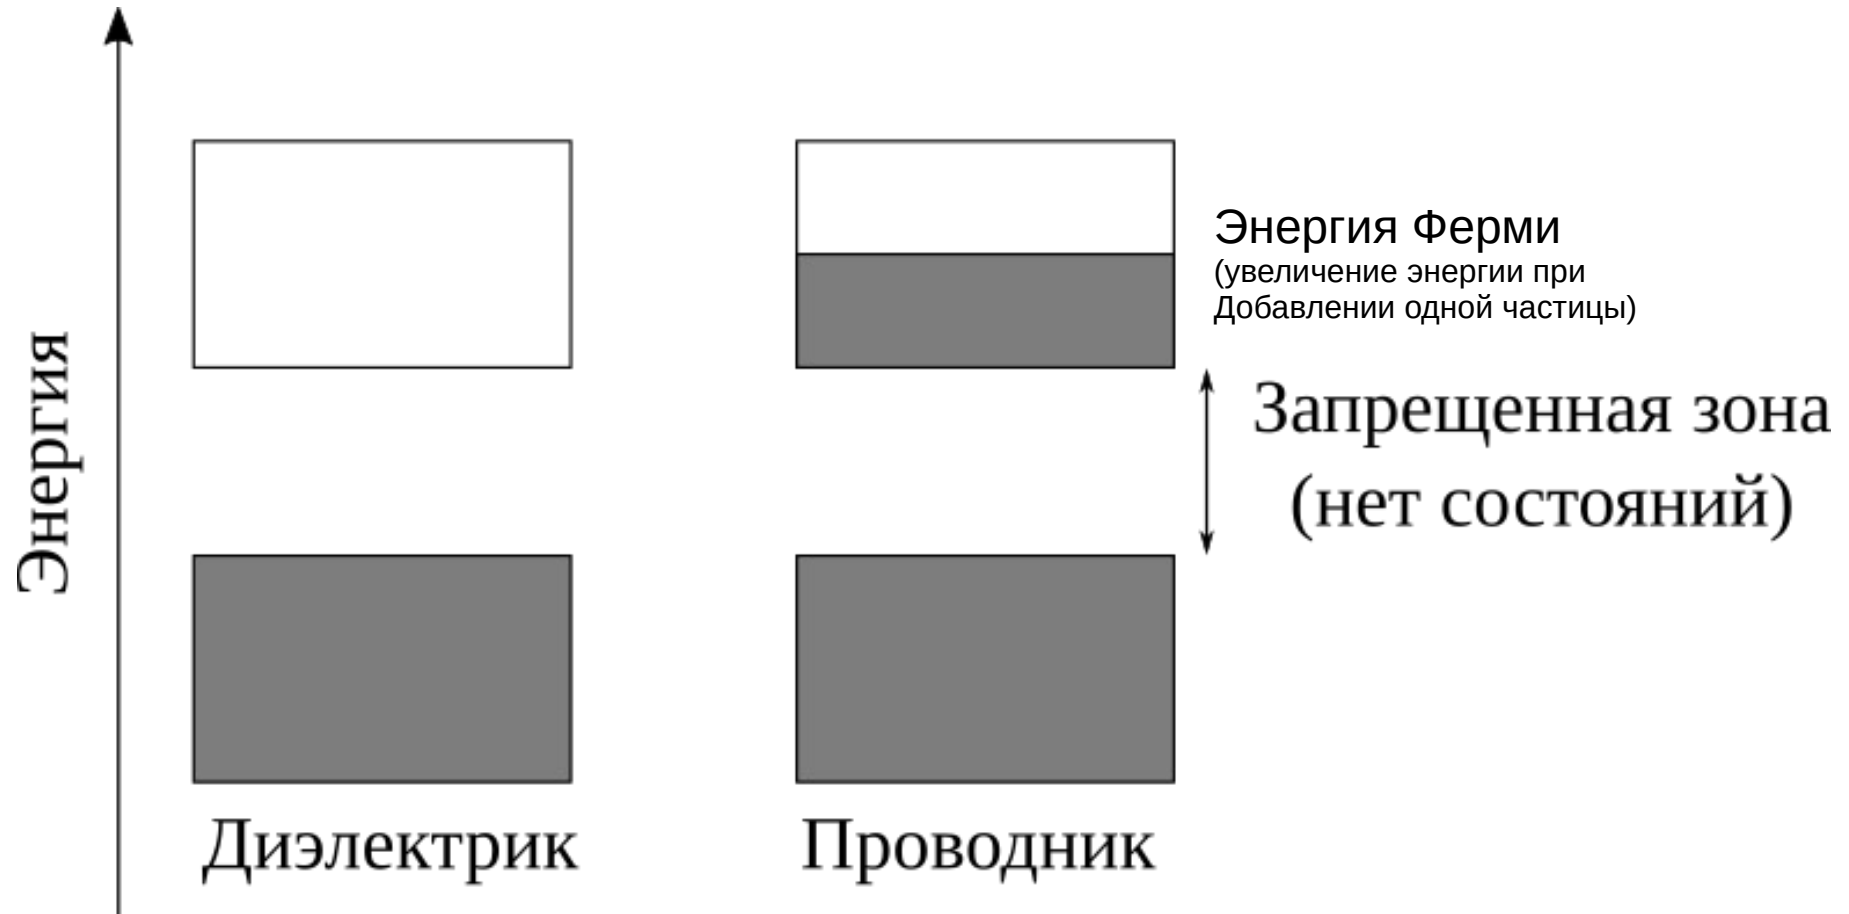 Энергия
Энергия Ферми
(увеличение энергии при
Добавлении одной частицы)
Запрещенная зона
(нет состояний)
Диэлектрик
Проводник